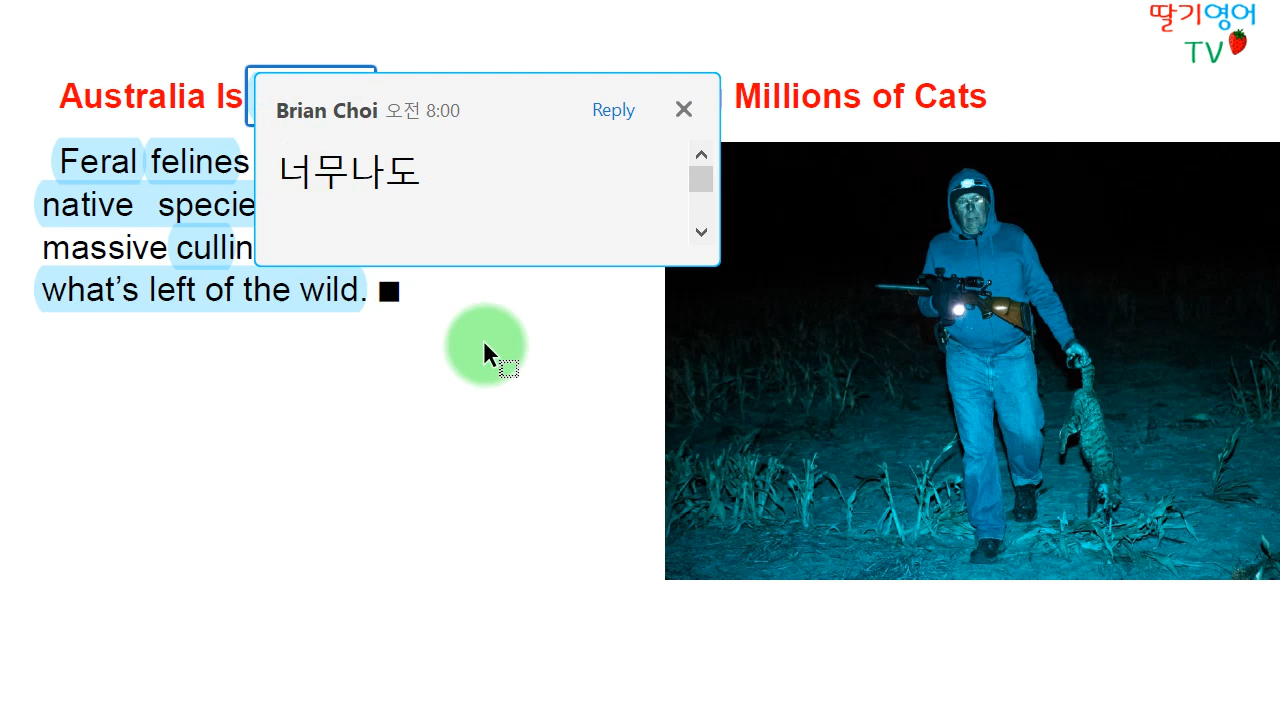 딸기영어
TV
Australia Is Millions of Cats
Brian Choi 오전 8:00 Reply
너무나도
Feral felines
native specie
massive cullin
what's left of the wild. ■